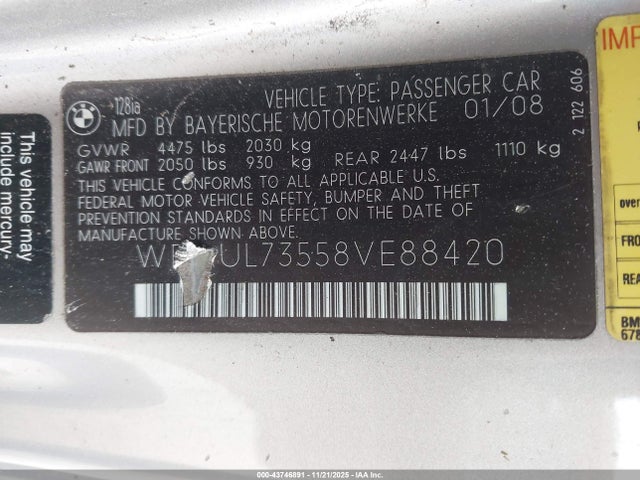 128ia
VEHICLE TYPE: PASSENGER CAR
MFD BY BAYERISCHE MOTORENWERKE 01/08
GVWR 4475 lbs 2030 kg
GAWR FRONT 2050 lbs 930 kg REAR 2447 lbs 1110 kg
THIS VEHICLE CONFORMS TO ALL APPLICABLE U.S.
FEDERAL MOTOR VEHICLE SAFETY, BUMPER AND THEFT
PREVENTION STANDARDS IN EFFECT ON THE DATE OF
MANUFACTURE SHOWN ABOVE.
UL73558VE88420
2 122 606
This vehicle may
include mercury-
IMP
over
FRO
REA
BM
678
000-43746891 - 11/21/2025 - IAAI.COM